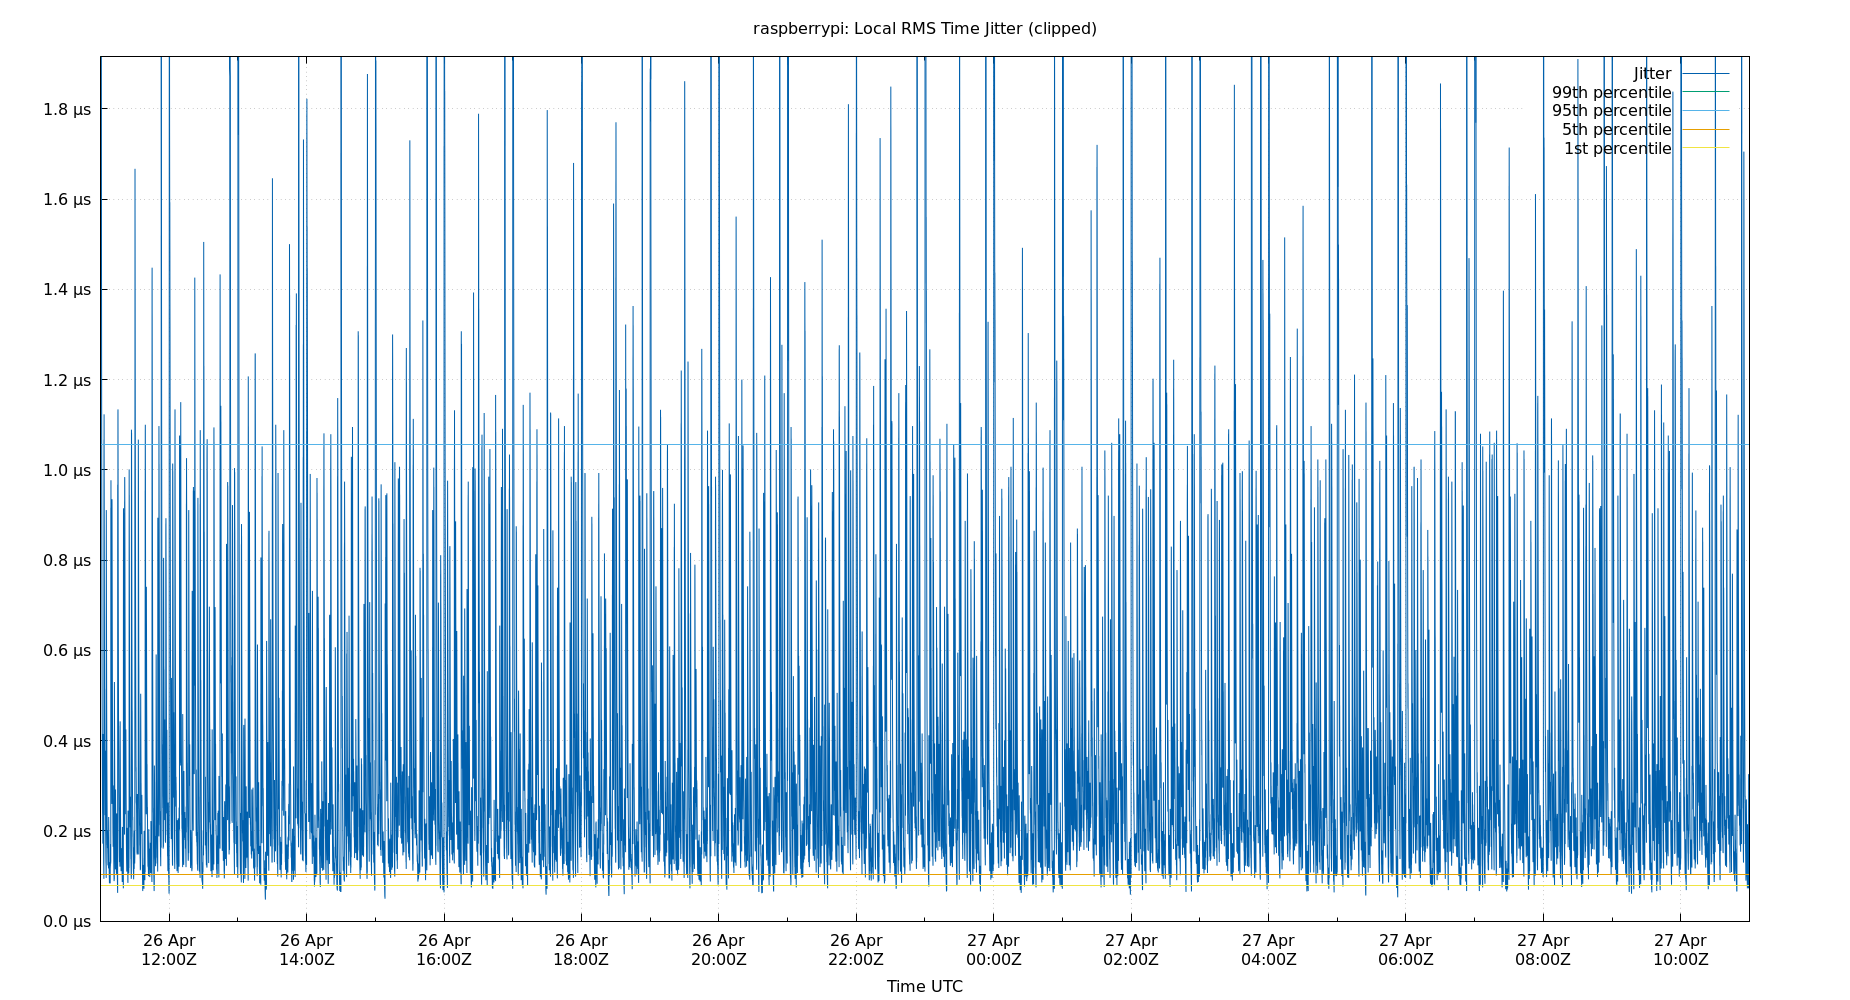 raspberrypi: Local RMS Time Jitter (clipped)
Jitter
99th percentile
95th percentile
5th percentile
1st percentile
1.8 µs
1.6 µs
1.4 µs
1.2 µs
1.0 µs
0.8 µs
0.6 µs
0.4 µs
0.2 µs
0.0 µs
26 Apr 26 Apr 26 Apr 26 Apr 26 Apr 26 Apr 27 Apr 27 Apr 27 Apr 27 Apr 27 Apr 27 Apr
12:00Z 14:00Z 16:00Z 18:00Z 20:00Z 22:00Z 00:00Z 02:00Z 04:00Z 06:00Z 08:00Z 10:00Z
Time UTC